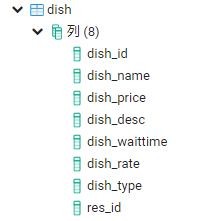 dish
列 (8)
dish_id
dish_name
dish_price
dish_desc
dish_waittime
dish_rate
dish_type
res_id